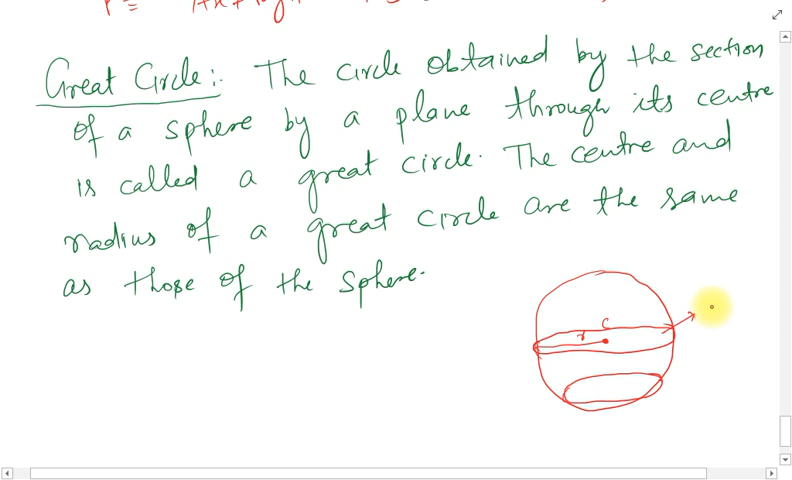 Great Circle:- The circle obtained by the section
of a sphere by a plane through its centre
is called a great circle. The centre and
radius of a great circle are the same
as those of the sphere.
C
r